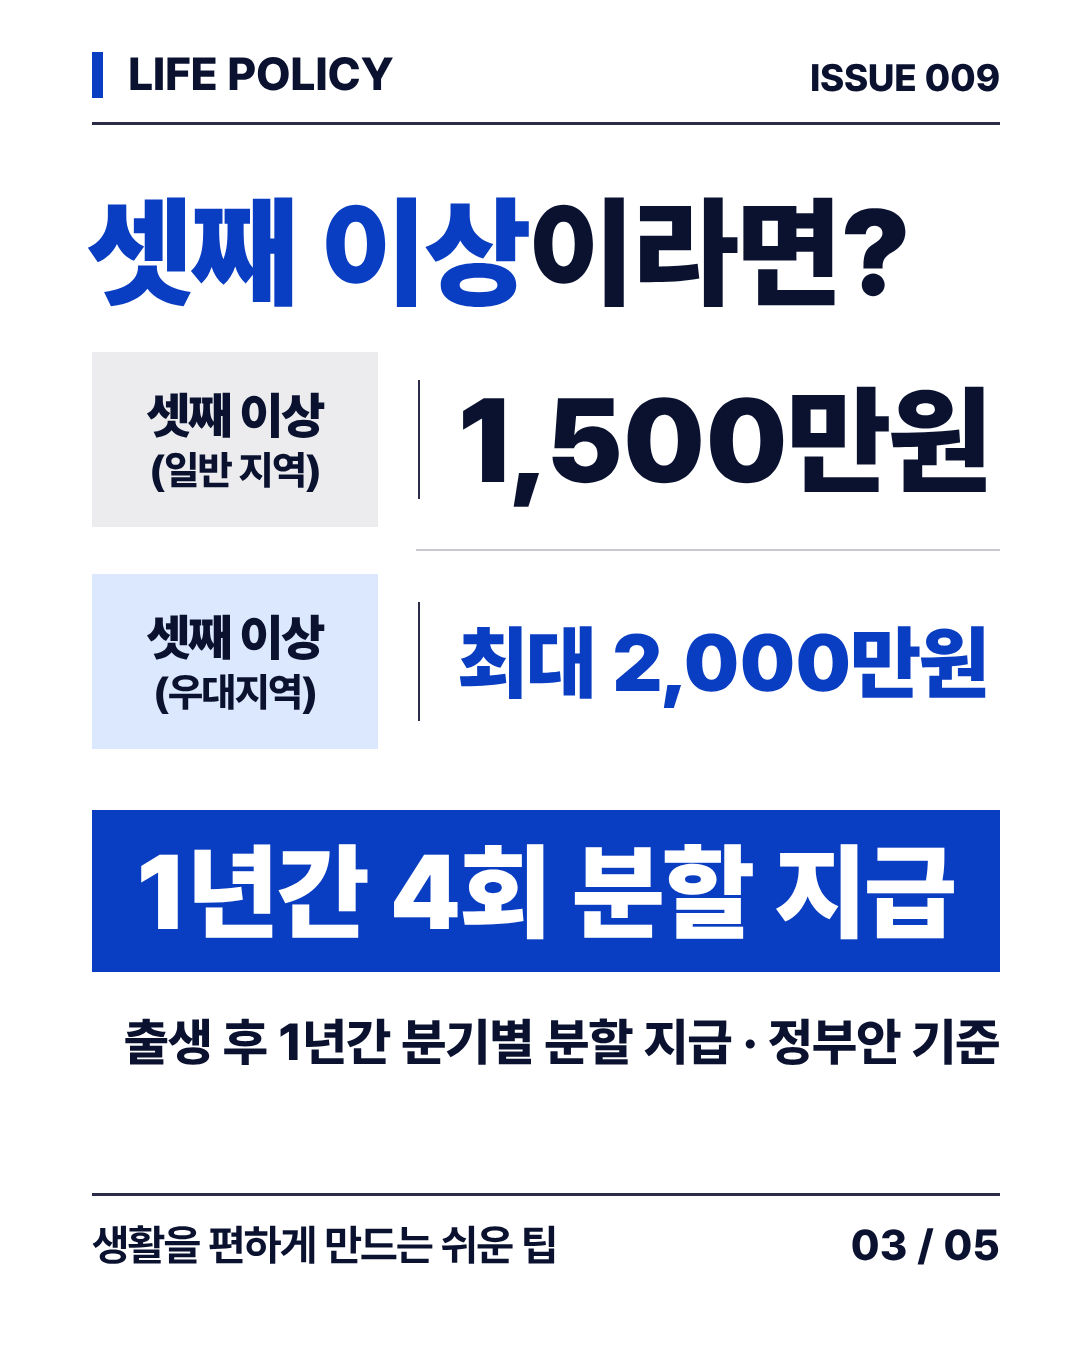 LIFE POLICY
ISSUE 009
셋째 이상이라면?
셋째 이상
(일반 지역)
1,500만원
셋째 이상
(우대지역)
최대 2,000만원
1년간 4회 분할 지급
출생 후 1년간 분기별 분할 지급 · 정부안 기준
생활을 편하게 만드는 쉬운 팁
03 / 05